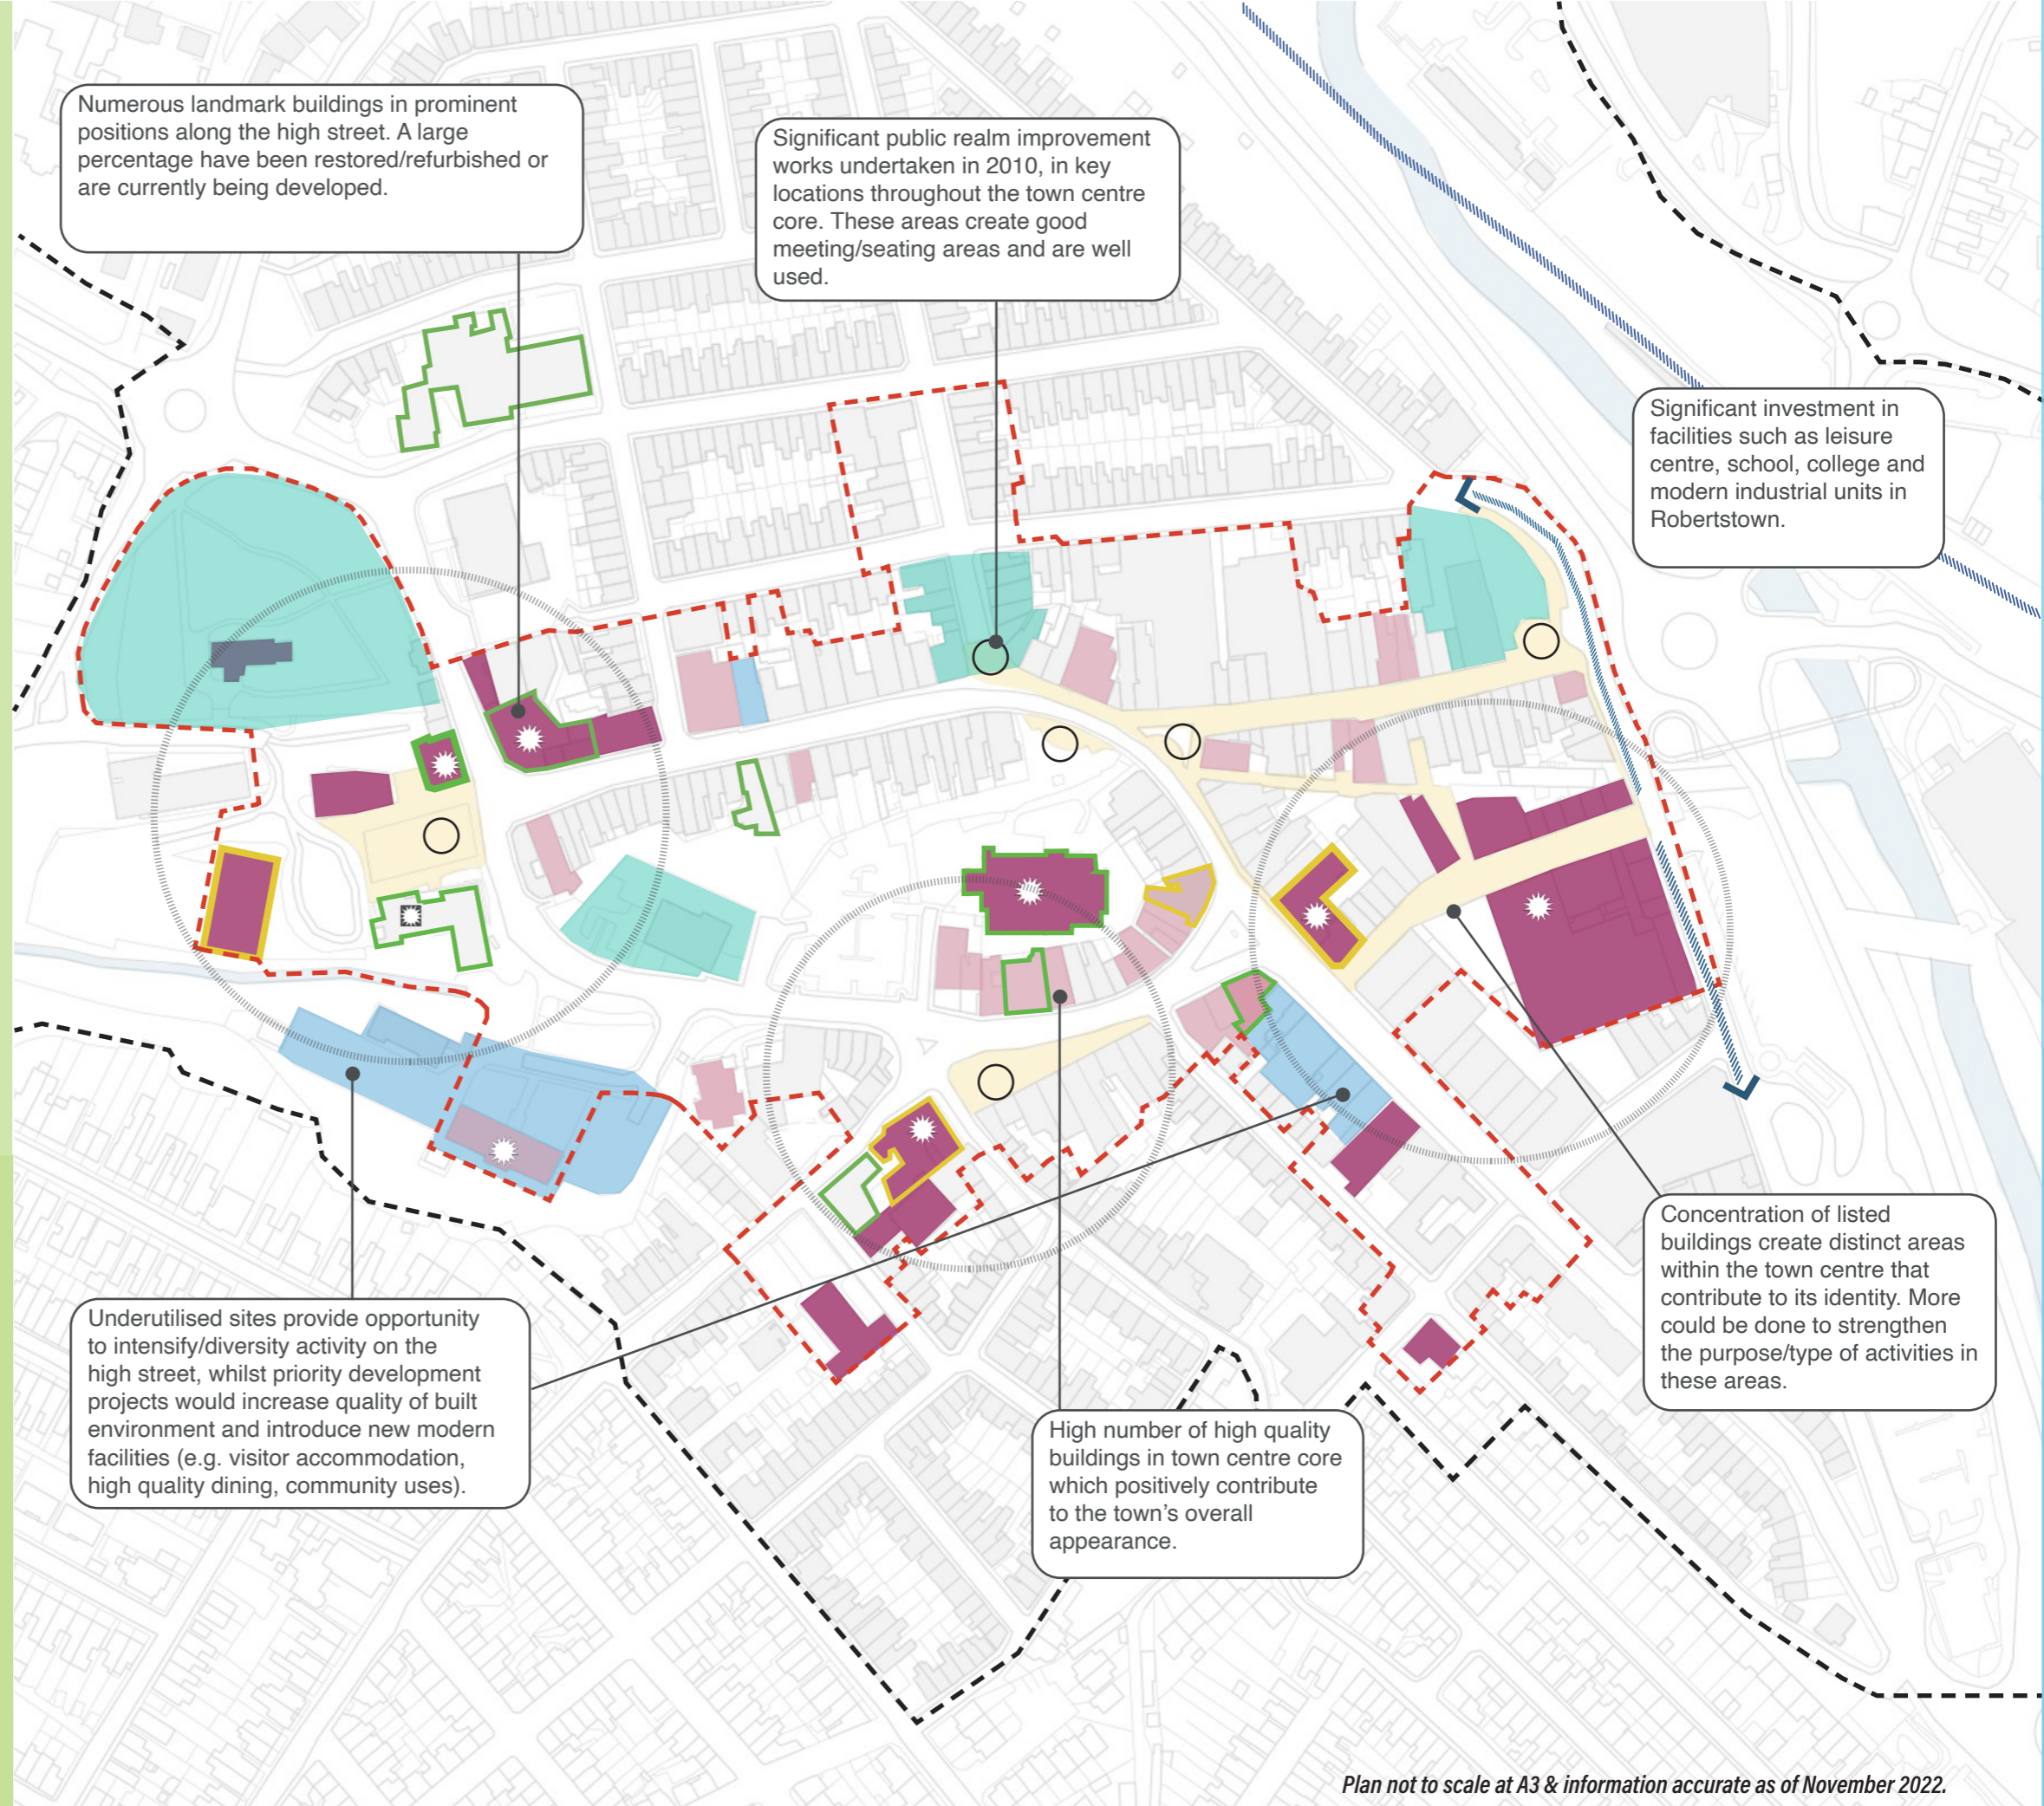 Numerous landmark buildings in prominent
positions along the high street. A large
percentage have been restored/refurbished or
are currently being developed.
Significant public realm improvement
works undertaken in 2010, in key
locations throughout the town centre
core. These areas create good
meeting/seating areas and are well
used.
Significant investment in
facilities such as leisure
centre, school, college and
modern industrial units in
Robertstown.
Concentration of listed
buildings create distinct areas
within the town centre that
contribute to its identity. More
could be done to strengthen
the purpose/type of activities in
these areas.
Underutilised sites provide opportunity
to intensify/diversity activity on the
high street, whilst priority development
projects would increase quality of built
environment and introduce new modern
facilities (e.g. visitor accommodation,
high quality dining, community uses).
High number of high quality
buildings in town centre core
which positively contribute
to the town's overall
appearance.
Plan not to scale at A3 & information accurate as of November 2022.